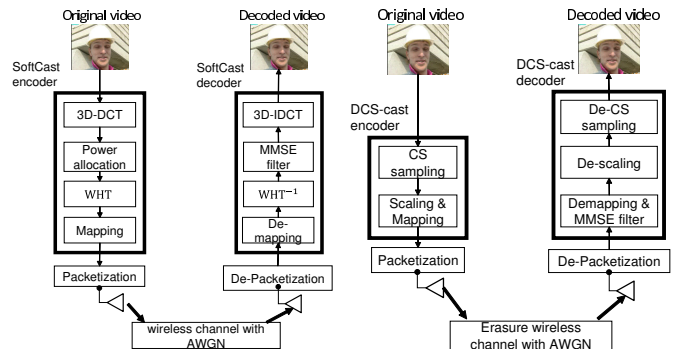 Original video
Decoded video
Original video
Decoded video
SoftCast
encoder
SoftCast
decoder
DCS-cast
encoder
DCS-cast
decoder
3D-DCT
Power
allocation
WHT
Mapping
Packetization
3D-IDCT
MMSE
filter
WHT⁻¹
De-
mapping
De-Packetization
wireless channel with
AWGN
CS
sampling
Scaling &
Mapping
Packetization
De-CS
sampling
De-scaling
Demapping &
MMSE filter
De-Packetization
Erasure wireless
channel with AWGN